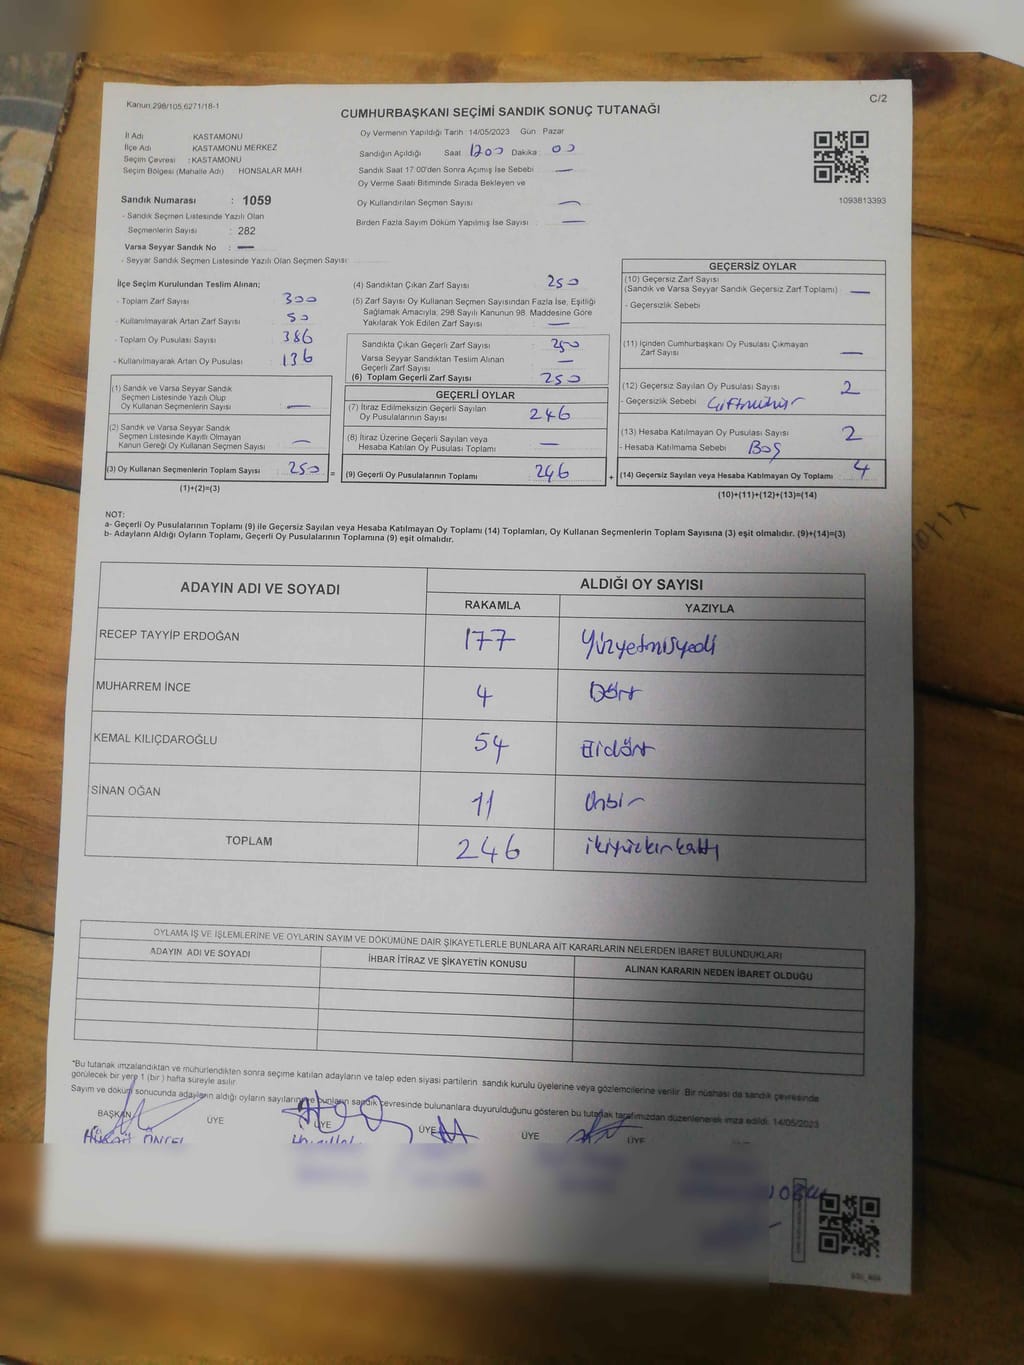 Kanun:298/105,6271/18-1
C/2
CUMHURBAŞKANI SEÇİMİ SANDIK SONUÇ TUTANAĞI
İl Adı : KASTAMONU
İlçe Adı KASTAMONU MERKEZ
Seçim Çevresi : KASTAMONU
Seçim Bölgesi (Mahalle Adı) HONSALAR MAH
Sandık Numarası : 1059
- Sandık Seçmen Listesinde Yazılı Olan
Seçmenlerin Sayısı : 282
Varsa Seyyar Sandık No : —
- Seyyar Sandık Seçmen Listesinde Yazılı Olan Seçmen Sayısı:
Oy Vermenin Yapıldığı Tarih :14/05/2023 Gün : Pazar
Sandığın Açıldığı Saat Dakika : 00
Sandık Saat 17:00'den Sonra Açımış İse Sebebi —
Oy Verme Saati Bitiminde Sırada Bekleyen ve
Oy Kullandırılan Seçmen Sayısı —
Birden Fazla Sayım Döküm Yapılmış İse Sayısı : —
1093813393
İlçe Seçim Kurulundan Teslim Alınan;
- Toplam Zarf Sayısı : 300
- Kullanılmayarak Artan Zarf Sayısı : 50
- Toplam Oy Pusulası Sayısı : 386
- Kullanılmayarak Artan Oy Pusulası : 136
(1) Sandık ve Varsa Seyyar Sandık
Seçmen Listesinde Yazılı Olup
Oy Kullanan Seçmenlerin Sayısı : —
(2) Sandık ve Varsa Seyyar Sandık
Seçmen Listesinde Kayıtlı Olmayan
Kanun Gereği Oy Kullanan Seçmen Sayısı : —
(3) Oy Kullanan Seçmenlerin Toplam Sayısı : 250 =
(1)+(2)=(3)
(4) Sandıktan Çıkan Zarf Sayısı : 250
(5) Zarf Sayısı Oy Kullanan Seçmen Sayısından Fazla İse, Eşitliği
Sağlamak Amacıyla; 298 Sayılı Kanunun 98. Maddesine Göre
Yakılarak Yok Edilen Zarf Sayısı : —
Sandıkta Çıkan Geçerli Zarf Sayısı : 250
Varsa Seyyar Sandıktan Teslim Alınan
Geçerli Zarf Sayısı : —
(6) Toplam Geçerli Zarf Sayısı : 250
GEÇERLİ OYLAR
(7) İtiraz Edilmeksizin Geçerli Sayılan
Oy Pusulalarının Sayısı : 246
(8) İtiraz Üzerine Geçerli Sayılan veya
Hesaba Katılan Oy Pusulaları Toplamı : —
(9) Geçerli Oy Pusulalarının Toplamı : 246 +
GEÇERSİZ OYLAR
(10) Geçersiz Zarf Sayısı
(Sandık ve Varsa Seyyar Sandık Geçersiz Zarf Toplamı) : —
- Geçersizlik Sebebi :
(11) İçinden Cumhurbaşkanı Oy Pusulası Çıkmayan
Zarf Sayısı : —
(12) Geçersiz Sayılan Oy Pusulası Sayısı : 2
- Geçersizlik Sebebi : Çiftmühür
(13) Hesaba Katılmayan Oy Pusulası Sayısı : 2
- Hesaba Katılmama Sebebi : Boş
(14) Geçersiz Sayılan veya Hesaba Katılmayan Oy Toplamı : 4
(10)+(11)+(12)+(13)=(14)
NOT:
a- Geçerli Oy Pusulalarının Toplamı (9) ile Geçersiz Sayılan veya Hesaba Katılmayan Oy Toplamı (14) Toplamları, Oy Kullanan Seçmenlerin Toplam Sayısına (3) eşit olmalıdır. (9)+(14)=(3)
b- Adayların Aldığı Oyların Toplamı, Geçerli Oy Pusulalarının Toplamına (9) eşit olmalıdır.
ADAYIN ADI VE SOYADI ALDIĞI OY SAYISI
RAKAMLA YAZIYLA
RECEP TAYYİP ERDOĞAN 177 Yüzyetmişyedi
MUHARREM İNCE 4 Dört
KEMAL KILIÇDAROĞLU 54 Ellidört
SİNAN OĞAN 11 Onbir
TOPLAM 246 ikiyüzkırkaltı
OYLAMA İŞ VE İŞLEMLERİNE VE OYLARIN SAYIM VE DÖKÜMÜNE DAİR ŞİKAYETLERLE BUNLARA AİT KARARLARIN NELERDEN İBARET BULUNDUKLARI
ADAYIN ADI VE SOYADI İHBAR İTİRAZ VE ŞİKAYETİN KONUSU ALINAN KARARIN NEDEN İBARET OLDUĞU
*Bu tutanak imzalandıktan ve mühürlendikten sonra seçime katılan adayların ve talep eden siyasi partilerin sandık kurulu üyelerine veya gözlemcilerine verilir. Bir nüshası da sandık çevresinde
görülecek bir yere 1 (bir) hafta süreyle asılır.
Sayım ve döküm sonucunda adayların aldığı oyların sayılarının ve bunların sandık çevresinde bulunanlara duyurulduğunu gösteren bu tutanak tarafımızdan düzenlenerek imza edildi. 14/05/2023
BAŞKAN ÜYE ÜYE ÜYE ÜYE ÜYE